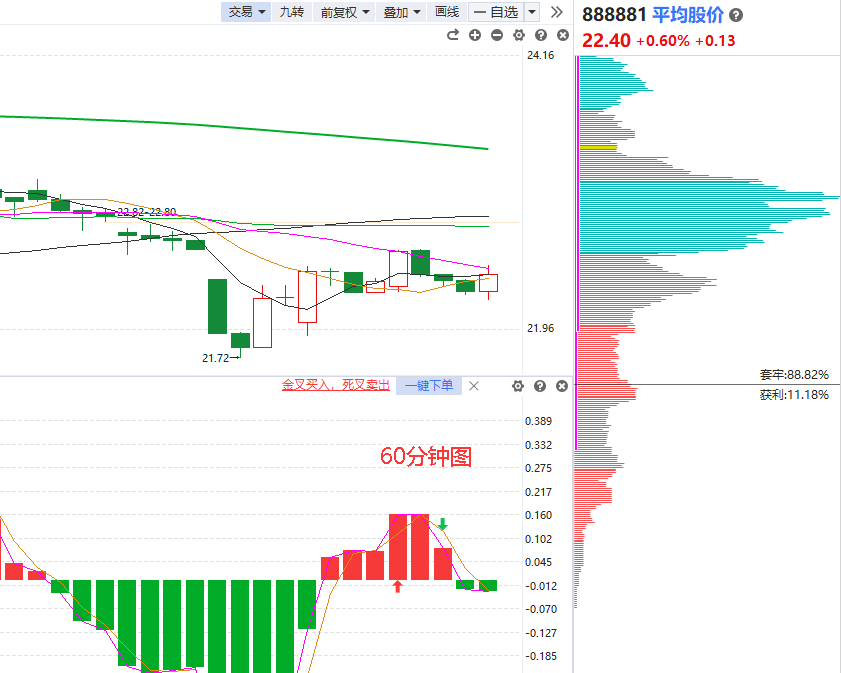 交易 九转 前复权 叠加 画线 一 自选
888881 平均股价
22.40 +0.60% +0.13
24.16
22.82-22.80
21.96
21.72
套牢:88.82%
获利:11.18%
金叉买入，死叉卖出 一键下单
60分钟图
0.389
0.332
0.275
0.217
0.160
0.102
0.045
-0.012
-0.070
-0.127
-0.185